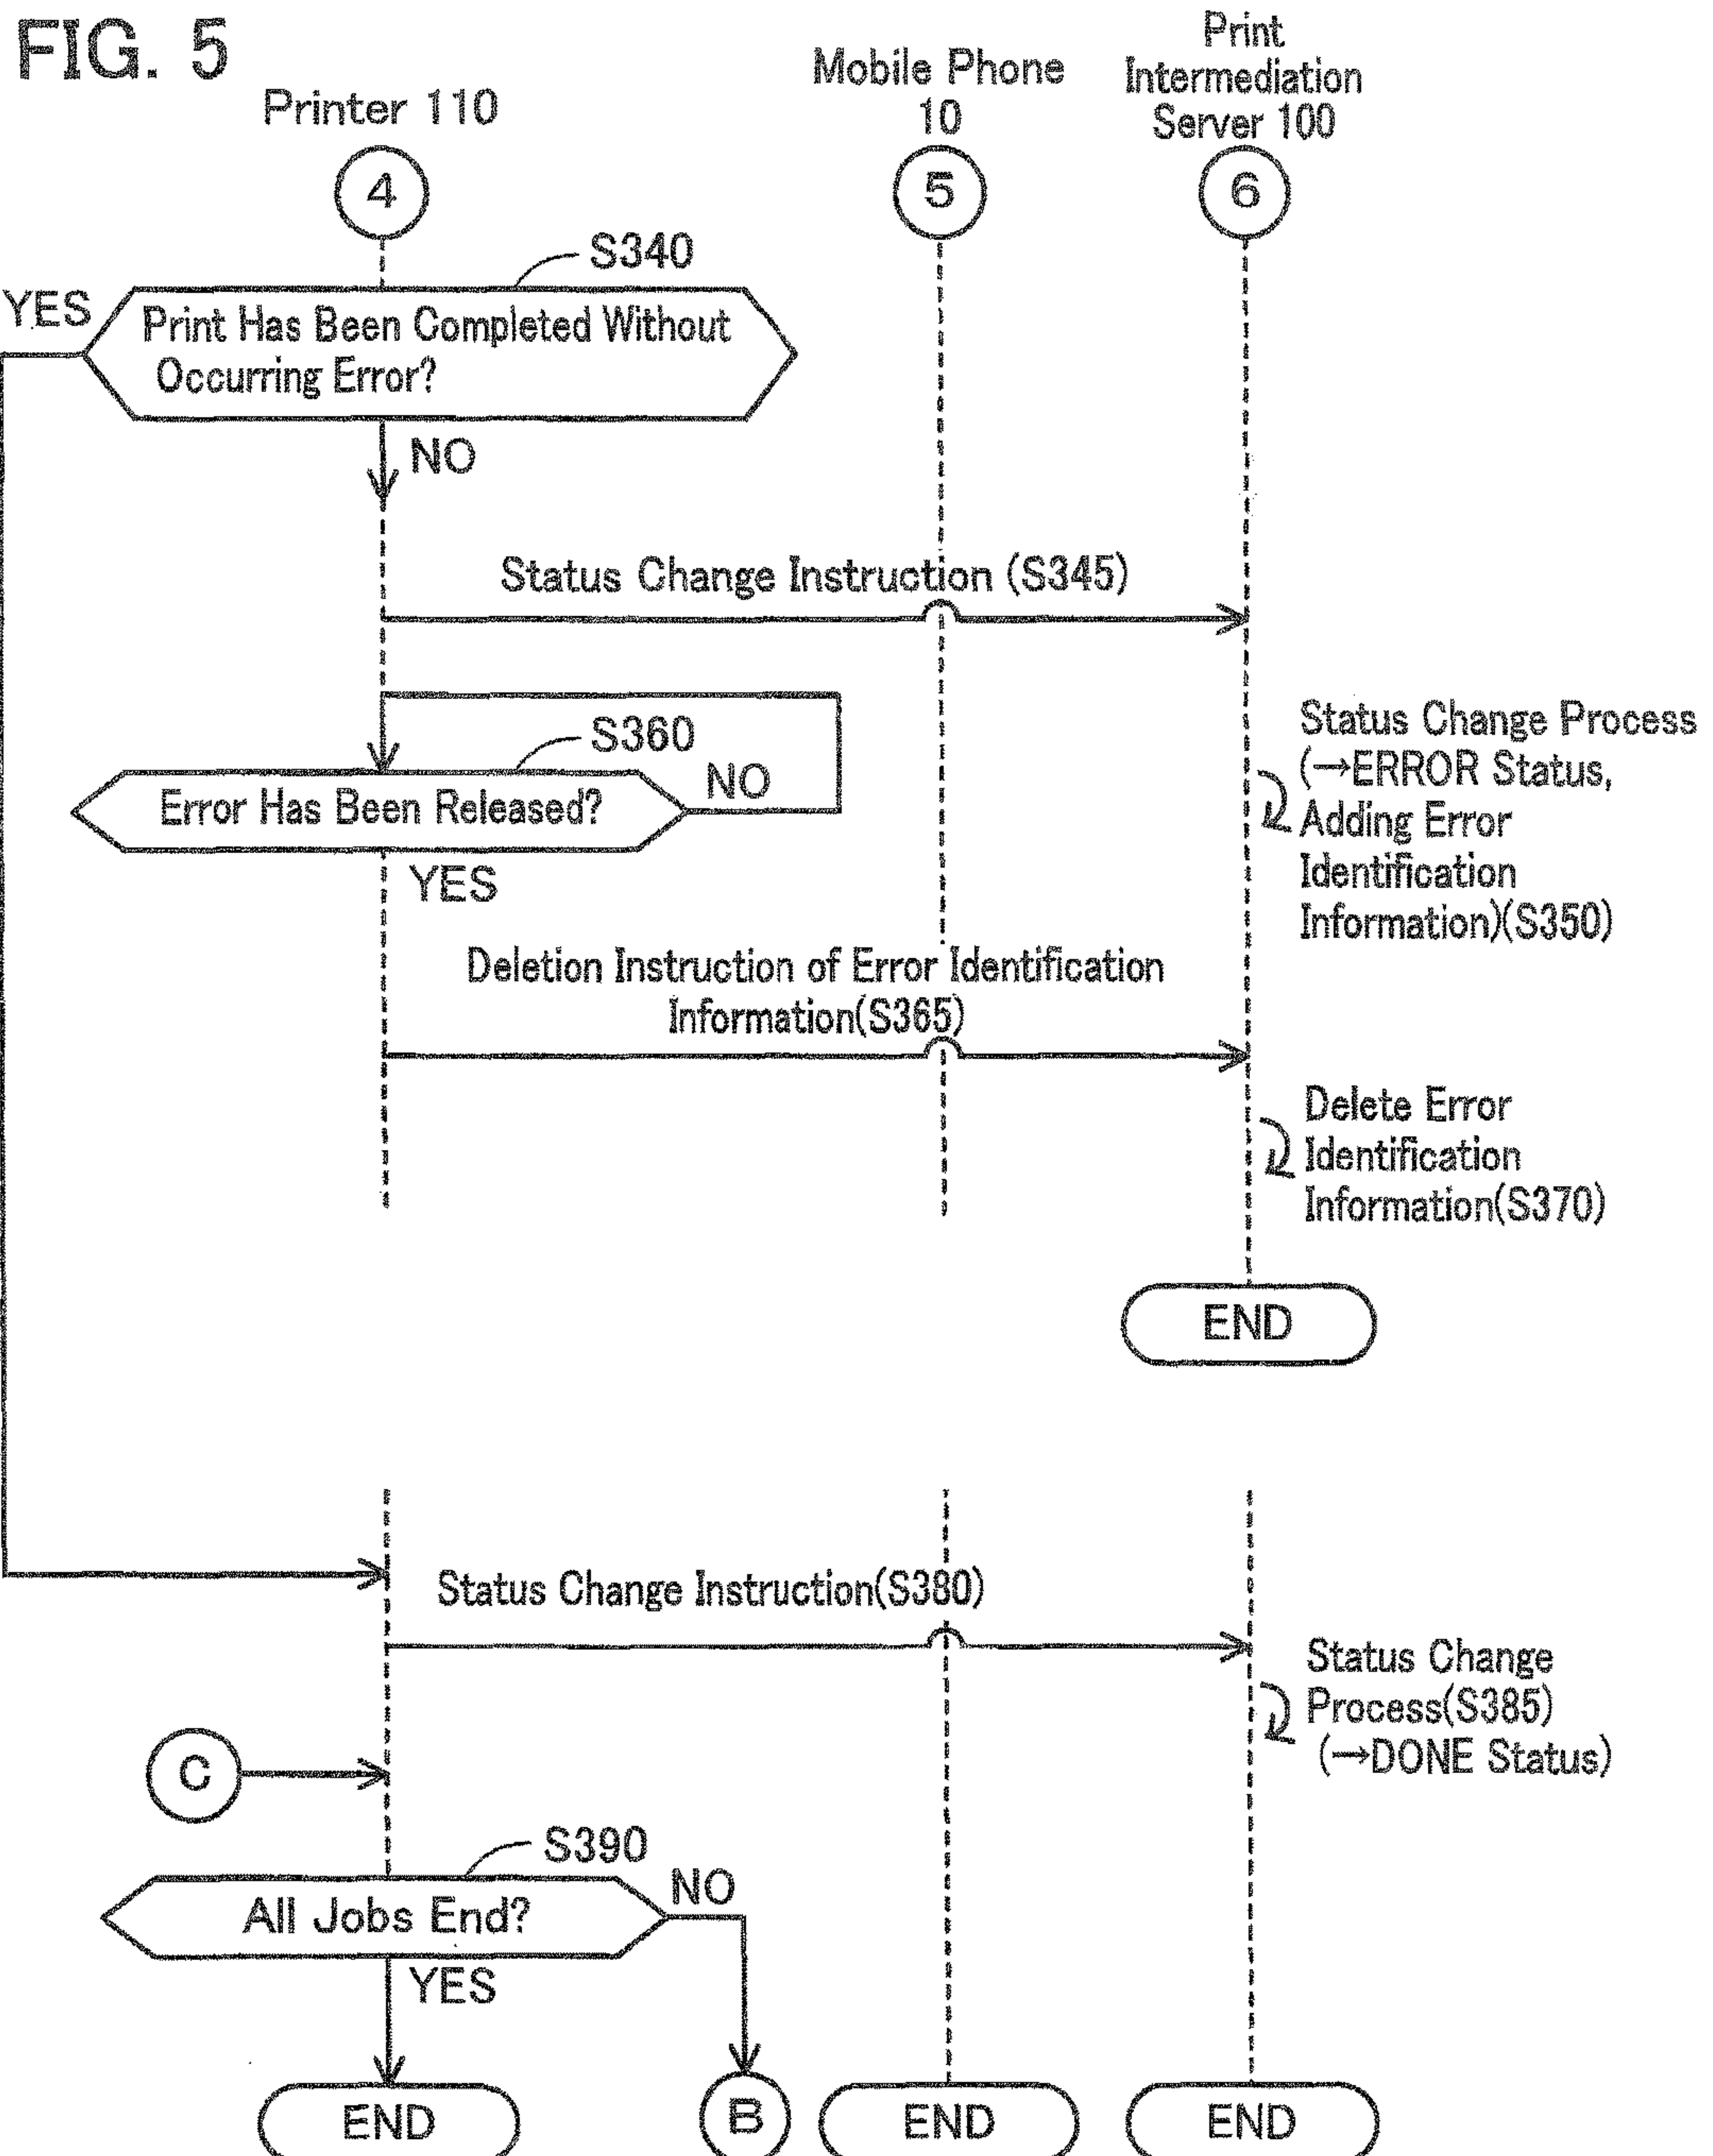 FIG. 5
Printer 110
Mobile Phone
10
Print
Intermediation
Server 100
4
5
6
S340
YES
Print Has Been Completed Without
Occurring Error?
NO
Status Change Instruction (S345)
S360
Error Has Been Released?
NO
YES
Status Change Process
(→ERROR Status,
Adding Error
Identification
Information)(S350)
Deletion Instruction of Error Identification
Information(S365)
Delete Error
Identification
Information(S370)
END
Status Change Instruction(S380)
Status Change
Process(S385)
(→DONE Status)
C
S390
All Jobs End?
NO
YES
END
B
END
END